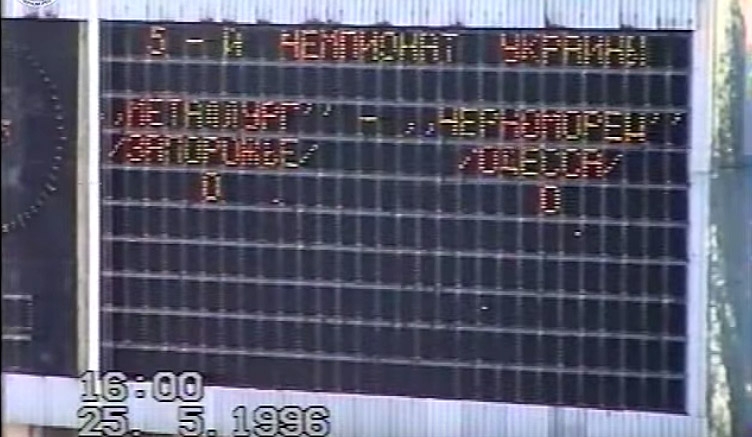 5 - Й ЧЕМПИОНАТ УКРАИНЫ
,,МЕТАЛЛУРГ'' - ,,ЧЕРНОМОРЕЦ''
/ЗАПОРОЖЬЕ/ /ОДЕССА/
0 0
16:00
25. 5.1996